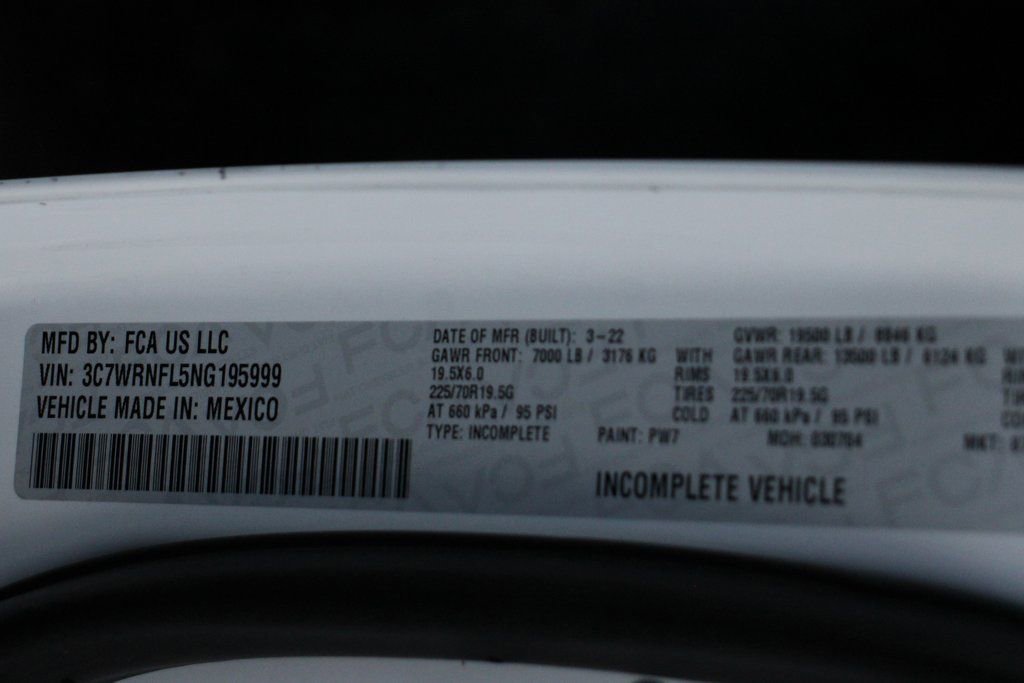 MFD BY: FCA US LLC
VIN: 3C7WRNFL5NG195999
VEHICLE MADE IN: MEXICO
DATE OF MFR (BUILT): 3-22 GVWR: 19500 LB / 8846 KG
GAWR FRONT: 7000 LB / 3176 KG WITH GAWR REAR: 13500 LB / 6124 KG
19.5X6.0 RIMS 19.5X6.0
225/70R19.5G TIRES 225/70R19.5G
AT 660 kPa / 95 PSI COLD AT 660 kPa / 95 PSI
TYPE: INCOMPLETE PAINT: PW7 MDH: 030704 MKT:
INCOMPLETE VEHICLE